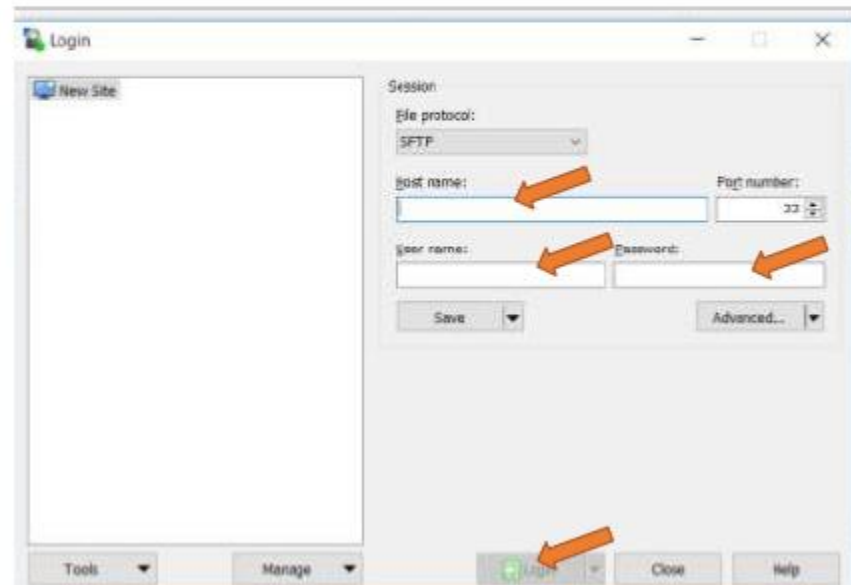 Login
New Site
Session
File protocol:
SFTP
Host name:
Port number:
22
User name:
Password:
Save
Advanced...
Tools
Manage
Login
Close
Help